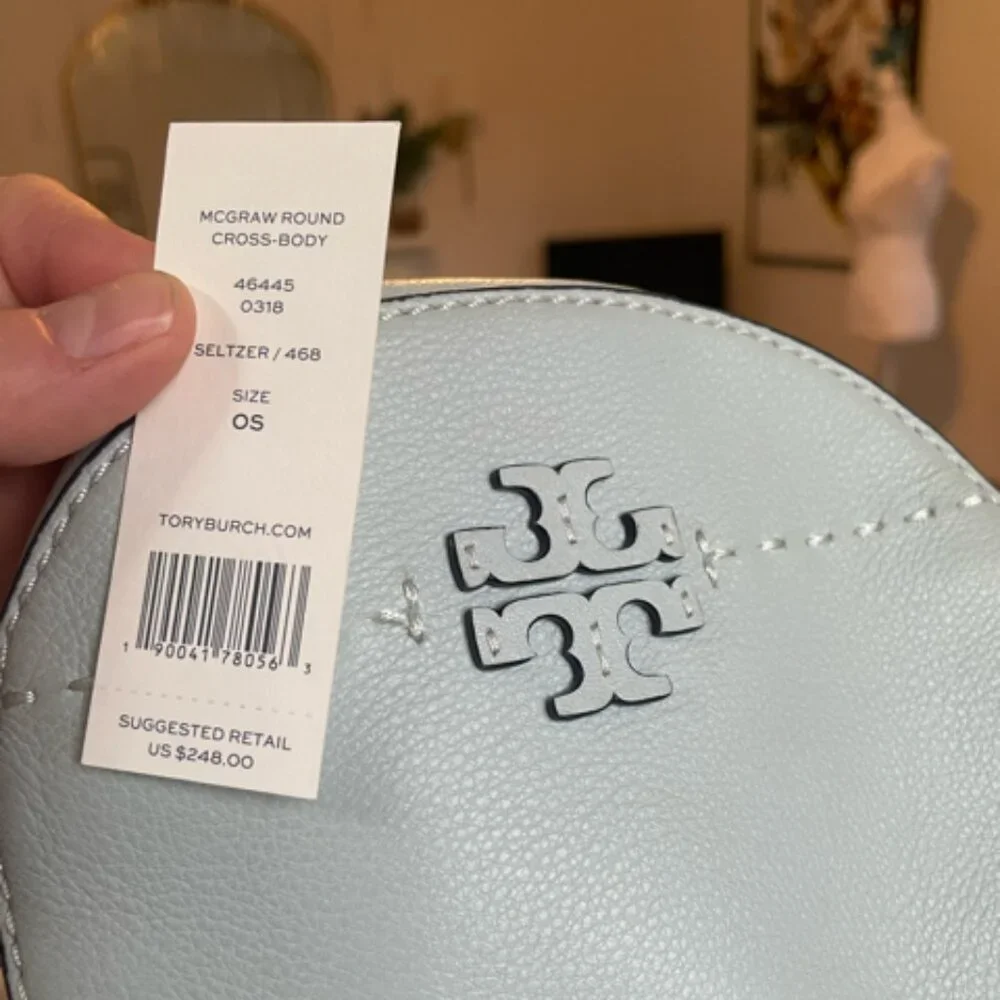 MCGRAW ROUND
CROSS-BODY
46445
0318
SELTZER / 468
SIZE
OS
TORYBURCH.COM
1 90041 78056 3
SUGGESTED RETAIL
US $248.00